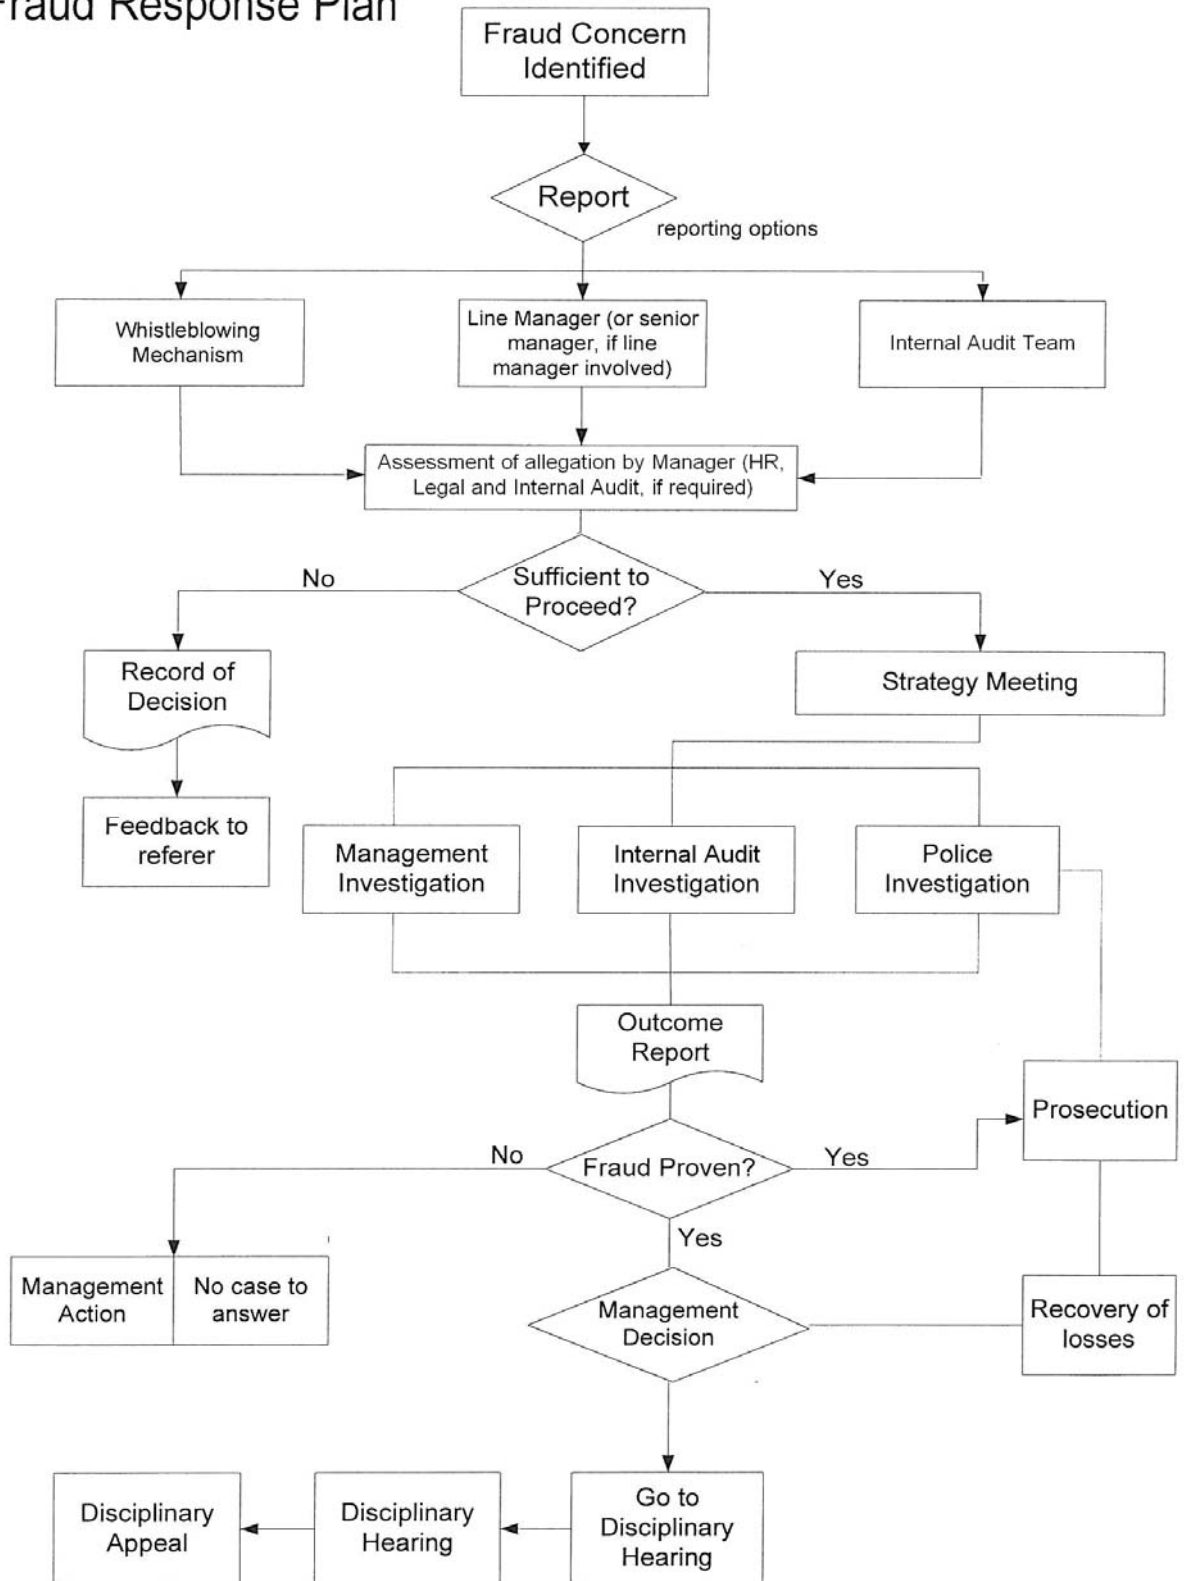 Fraud Response Plan
Fraud Concern
Identified
Report
reporting options
Whistleblowing
Mechanism
Line Manager (or senior
manager, if line
manager involved)
Internal Audit Team
Assessment of allegation by Manager (HR,
Legal and Internal Audit, if required)
Sufficient to
Proceed?
No
Yes
Record of
Decision
Strategy Meeting
Feedback to
referer
Management
Investigation
Internal Audit
Investigation
Police
Investigation
Outcome
Report
Prosecution
No
Fraud Proven?
Yes
Yes
Management
Action
No case to
answer
Management
Decision
Recovery of
losses
Disciplinary
Appeal
Disciplinary
Hearing
Go to
Disciplinary
Hearing